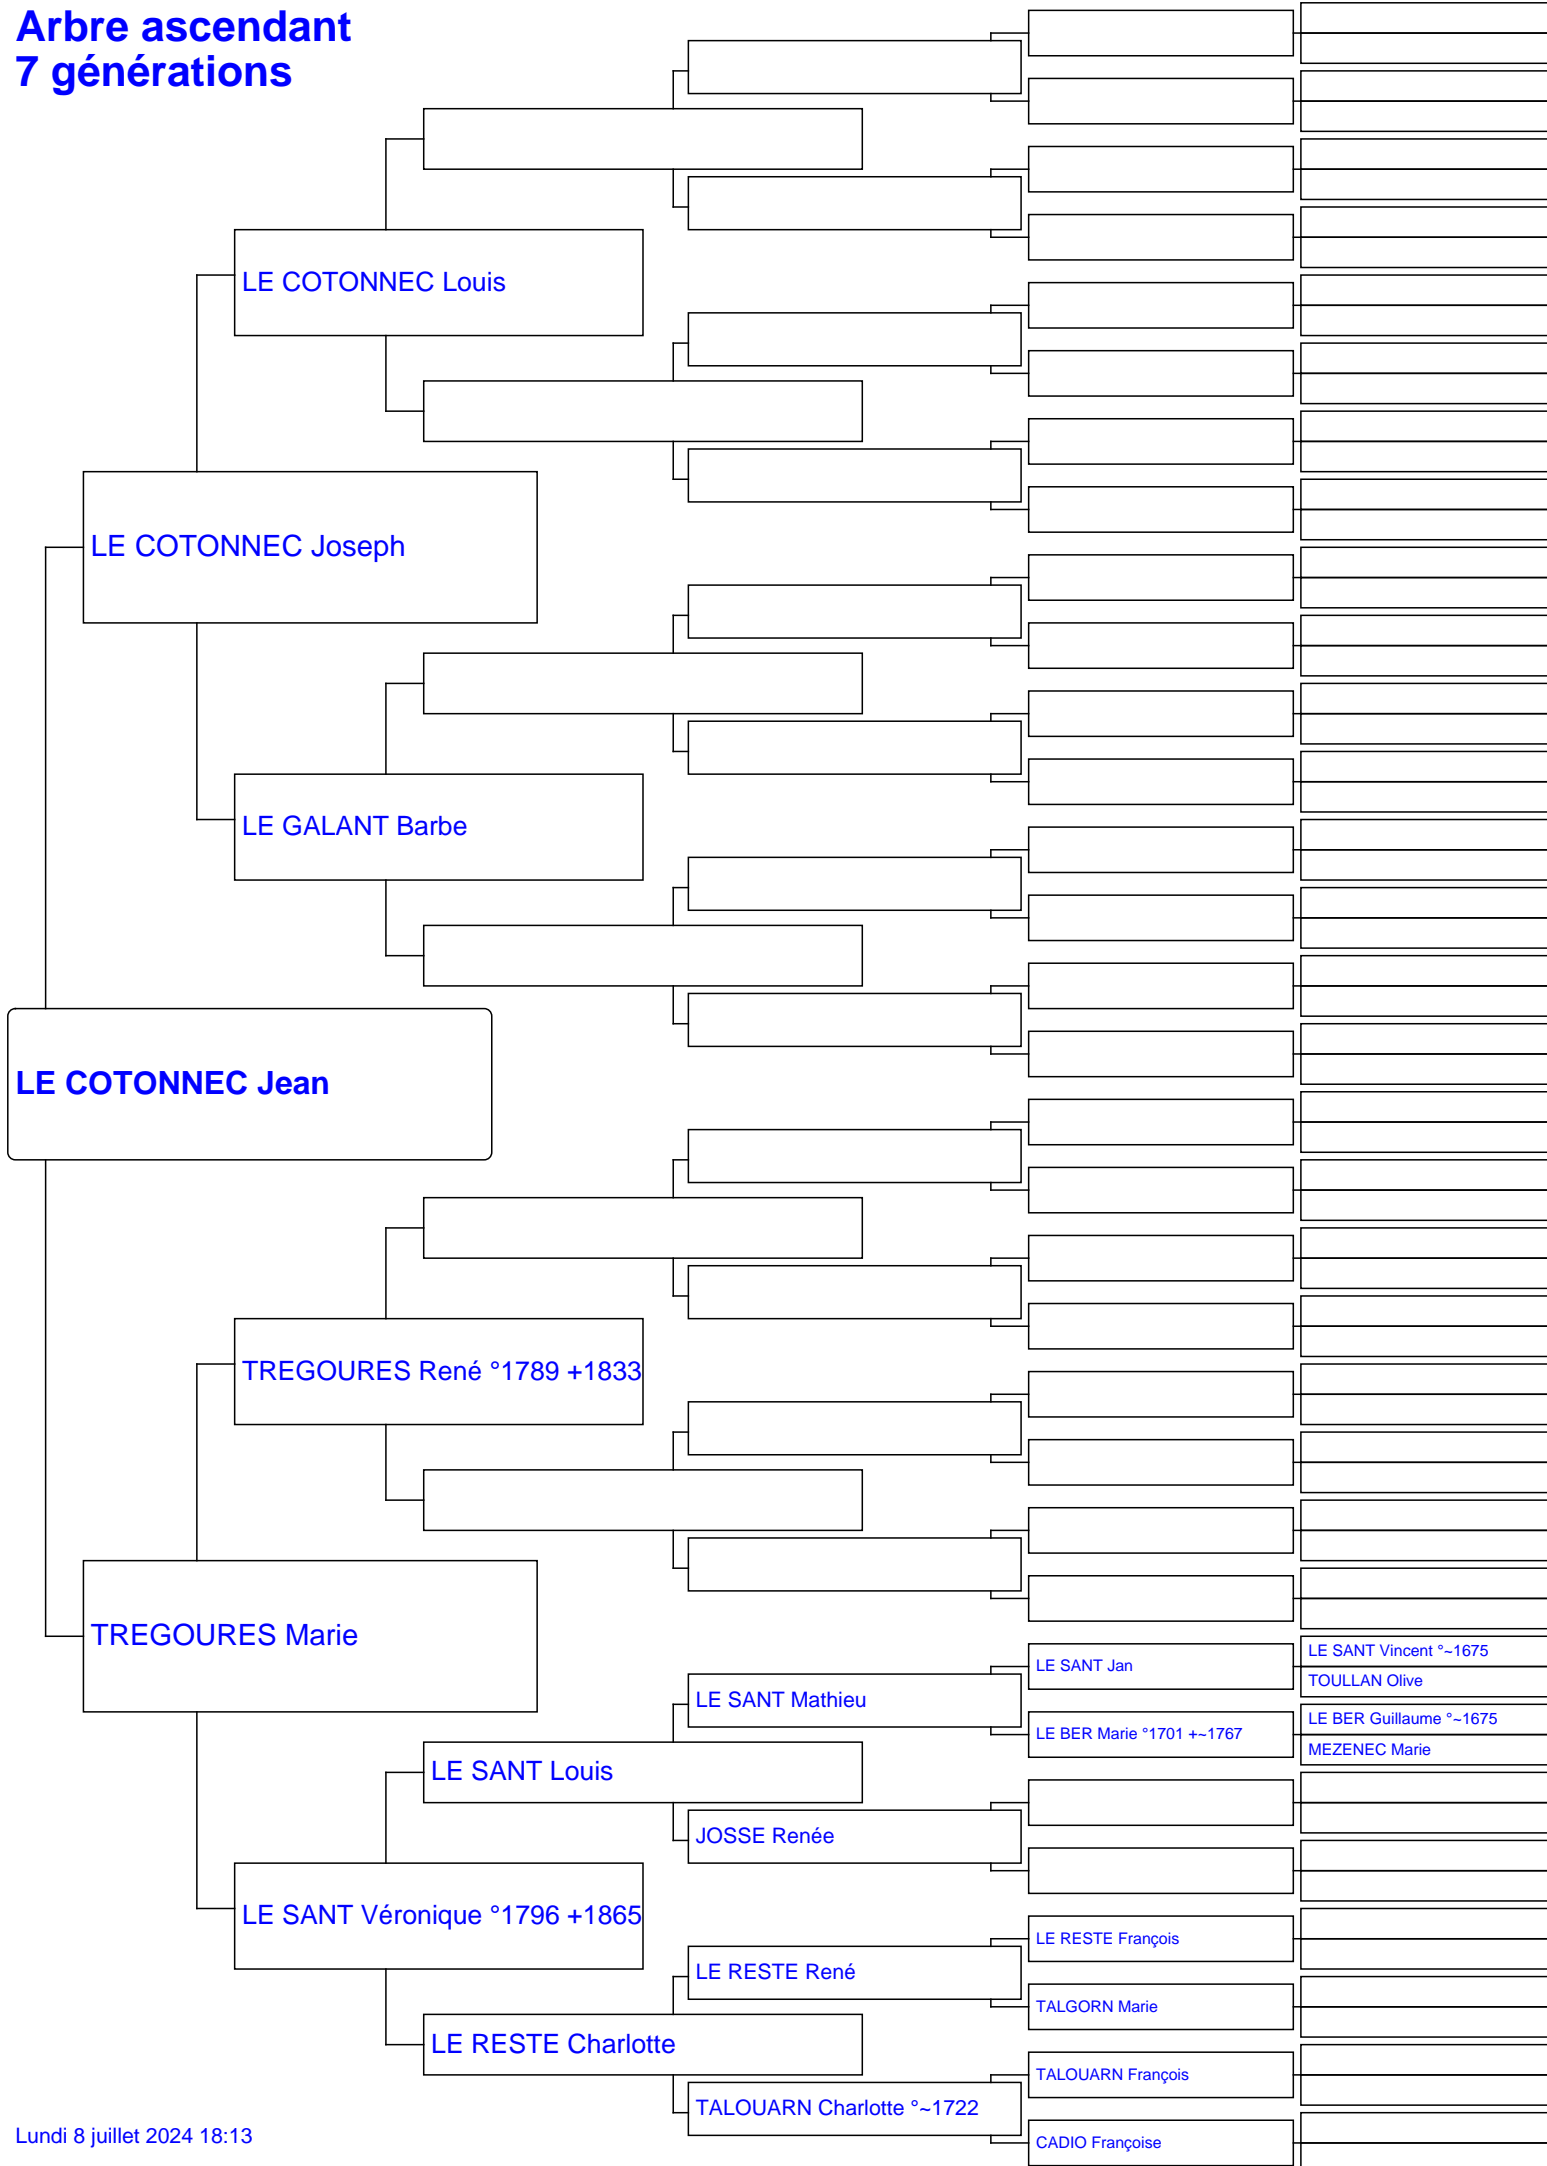 Arbre ascendant
7 générations
LE COTONNEC Louis
LE COTONNEC Joseph
LE GALANT Barbe
LE COTONNEC Jean
TREGOURES René °1789 +1833
TREGOURES Marie
LE SANT Vincent °~1675
LE SANT Jan
TOULLAN Olive
LE SANT Mathieu
LE BER Guillaume °~1675
LE BER Marie °1701 +~1767
MEZENEC Marie
LE SANT Louis
JOSSE Renée
LE SANT Véronique °1796 +1865
LE RESTE François
LE RESTE René
TALGORN Marie
LE RESTE Charlotte
TALOUARN François
TALOUARN Charlotte °~1722
CADIO Françoise
Lundi 8 juillet 2024 18:13